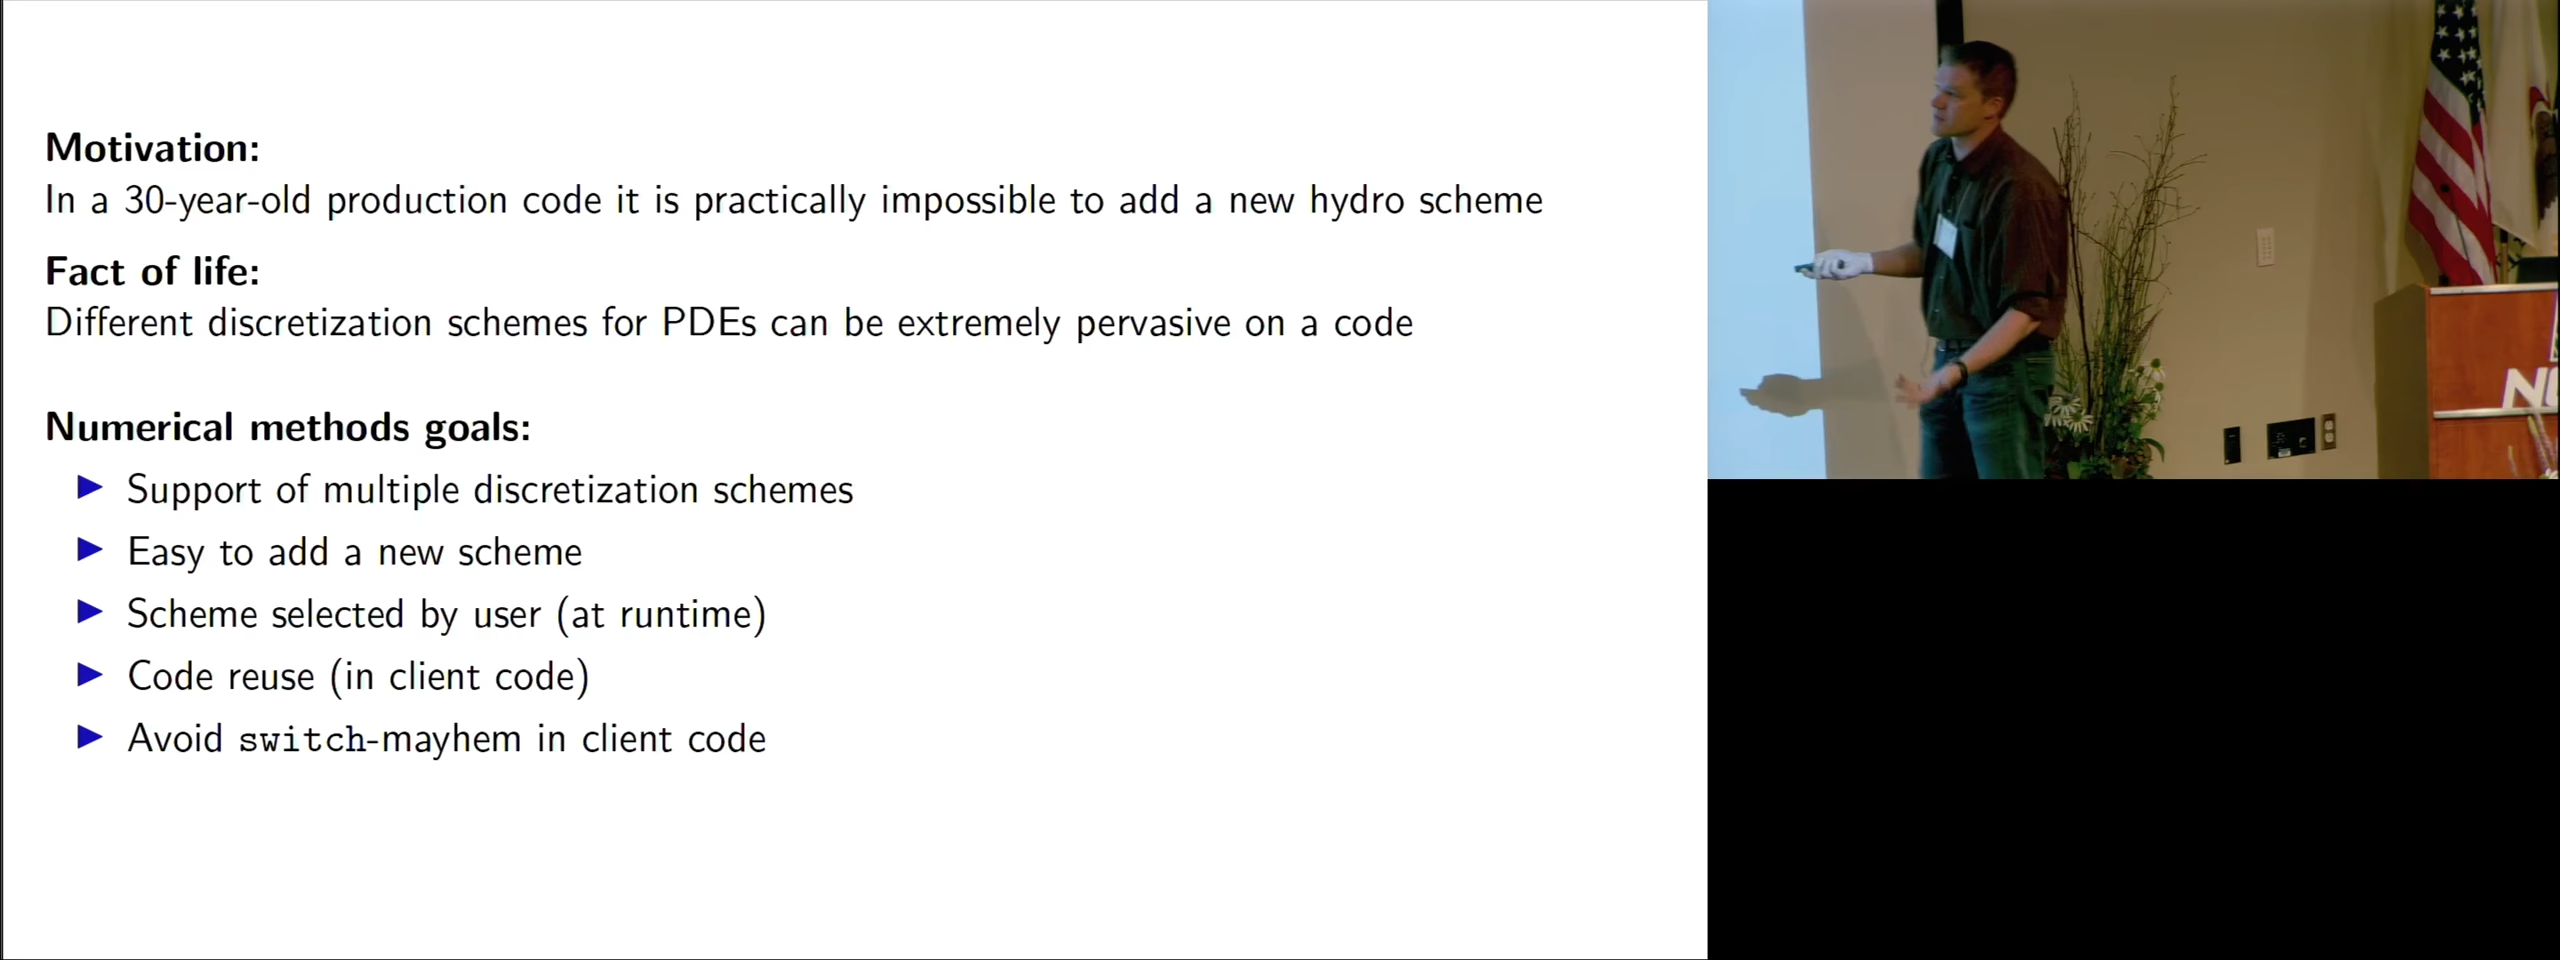 Motivation:
In a 30-year-old production code it is practically impossible to add a new hydro scheme
Fact of life:
Different discretization schemes for PDEs can be extremely pervasive on a code
Numerical methods goals:
Support of multiple discretization schemes
Easy to add a new scheme
Scheme selected by user (at runtime)
Code reuse (in client code)
Avoid switch-mayhem in client code